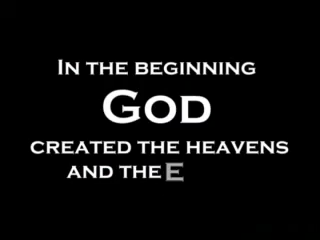 IN THE BEGINNING
GOD
CREATED THE HEAVENS
AND THE E